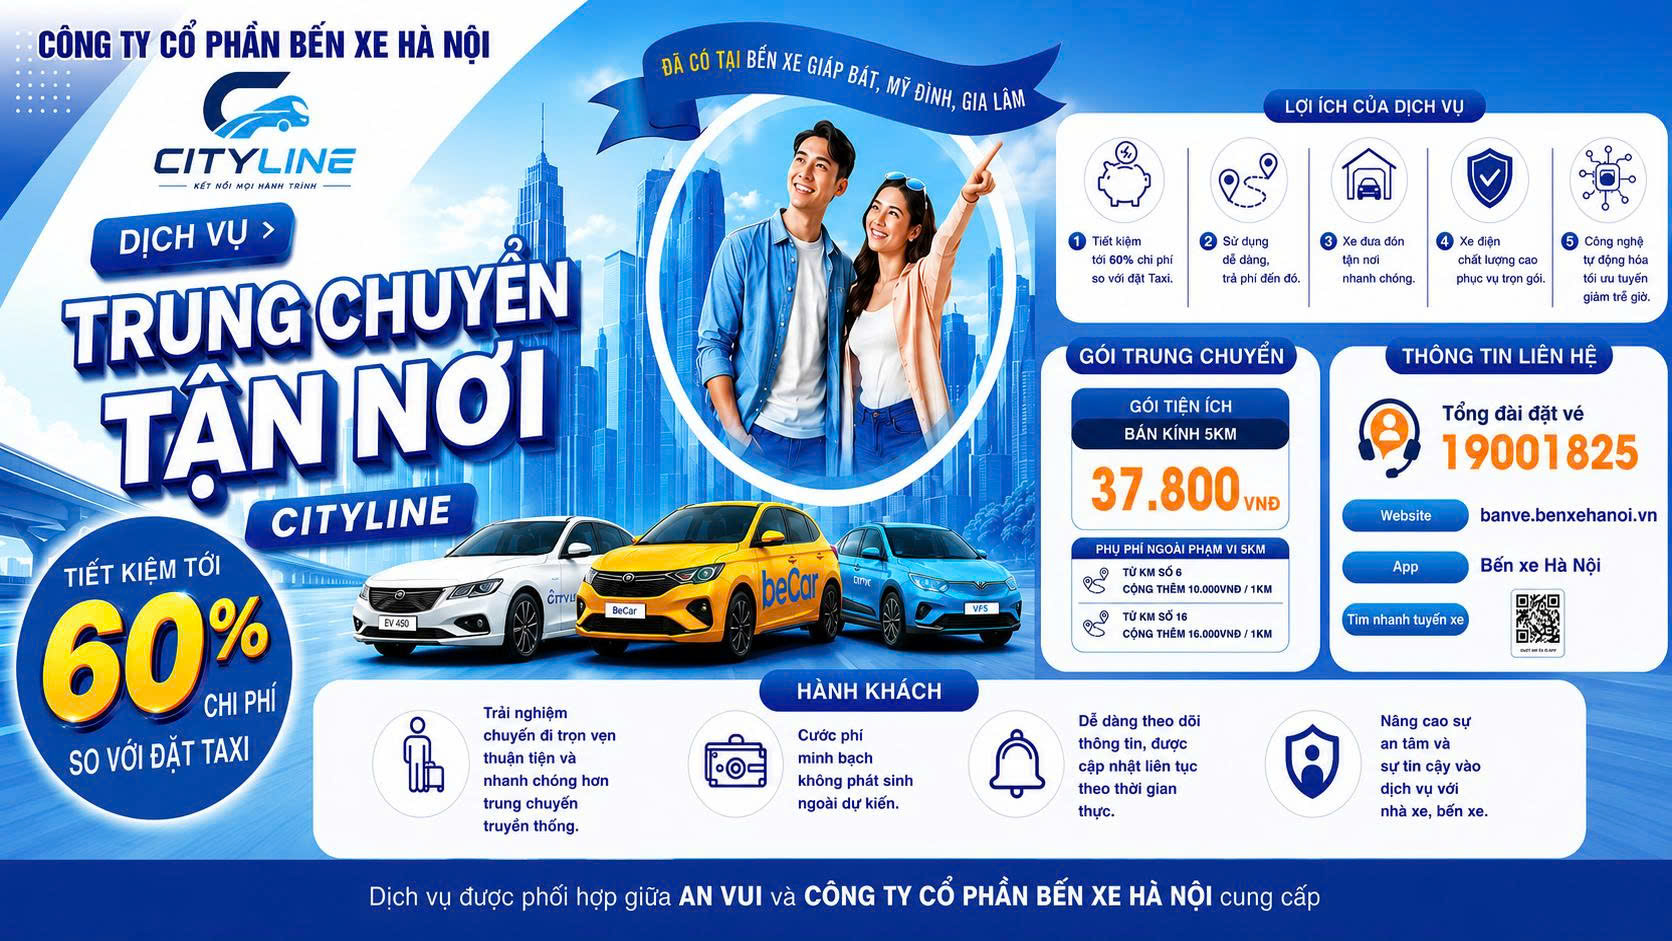 CÔNG TY CỔ PHẦN BẾN XE HÀ NỘI
CITYLINE
KẾT NỐI MỌI HÀNH TRÌNH
DỊCH VỤ >
TRUNG CHUYỂN
TẬN NƠI
CITYLINE
TIẾT KIỆM TỚI
60%
CHI PHÍ
SO VỚI ĐẶT TAXI
ĐÃ CÓ TẠI BẾN XE GIÁP BÁT, MỸ ĐÌNH, GIA LÂM
EV 450
BeCar
beCar
VFS
LỢI ÍCH CỦA DỊCH VỤ
1 Tiết kiệm
tới 60% chi phí
so với đặt Taxi.
2 Sử dụng
dễ dàng,
trả phí đến đó.
3 Xe đưa đón
tận nơi
nhanh chóng.
4 Xe điện
chất lượng cao
phục vụ trọn gói.
5 Công nghệ
tự động hóa
tối ưu tuyến
giảm trễ giờ.
GÓI TRUNG CHUYỂN
GÓI TIỆN ÍCH
BÁN KÍNH 5KM
37.800 VNĐ
PHỤ PHÍ NGOÀI PHẠM VI 5KM
TỪ KM SỐ 6
CỘNG THÊM 10.000VNĐ / 1KM
TỪ KM SỐ 16
CỘNG THÊM 16.000VNĐ / 1KM
THÔNG TIN LIÊN HỆ
Tổng đài đặt vé
19001825
Website banve.benxehanoi.vn
App Bến xe Hà Nội
Tìm nhanh tuyến xe
HÀNH KHÁCH
Trải nghiệm
chuyến đi trọn vẹn
thuận tiện và
nhanh chóng hơn
trung chuyển
truyền thống.
Cước phí
minh bạch
không phát sinh
ngoài dự kiến.
Dễ dàng theo dõi
thông tin, được
cập nhật liên tục
theo thời gian
thực.
Nâng cao sự
an tâm và
sự tin cậy vào
dịch vụ với
nhà xe, bến xe.
Dịch vụ được phối hợp giữa AN VUI và CÔNG TY CỔ PHẦN BẾN XE HÀ NỘI cung cấp